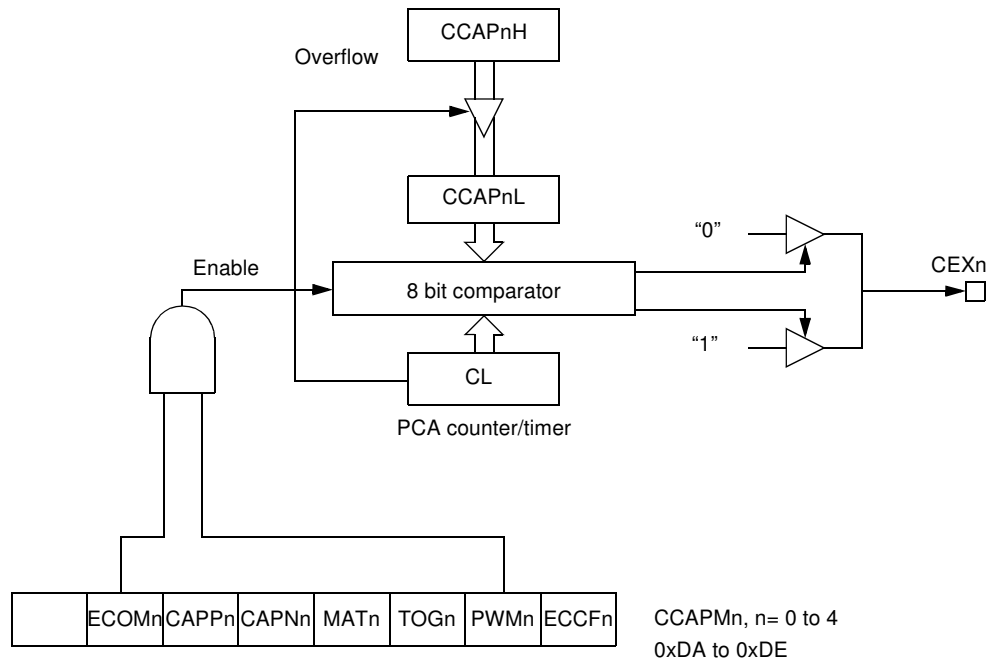 CCAPnH
Overflow
CCAPnL
“0”
Enable
CEXn
8 bit comparator
“1”
CL
PCA counter/timer
ECOMn CAPPn CAPNn MATn TOGn PWMn ECCFn
CCAPMn, n= 0 to 4
0xDA to 0xDE